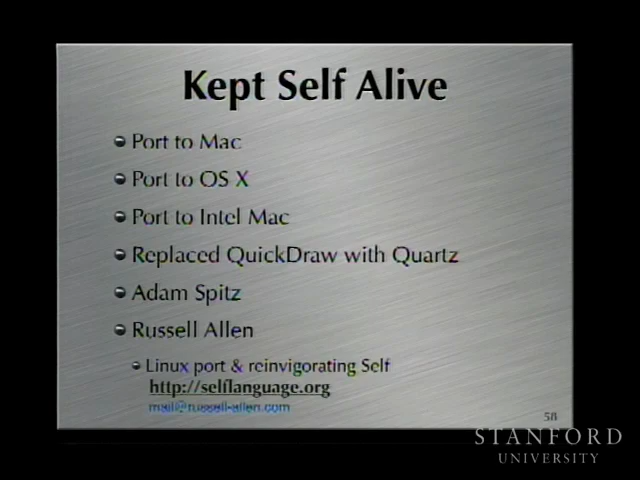 Kept Self Alive
Port to Mac
Port to OS X
Port to Intel Mac
Replaced QuickDraw with Quartz
Adam Spitz
Russell Allen
Linux port & reinvigorating Self
http://selflanguage.org
mail@russell-allen.com
58
STANFORD
UNIVERSITY